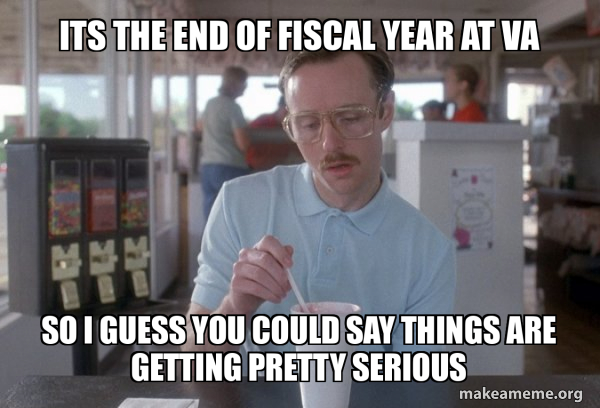 ITS THE END OF FISCAL YEAR AT VA
SO I GUESS YOU COULD SAY THINGS ARE
GETTING PRETTY SERIOUS
makeameme.org